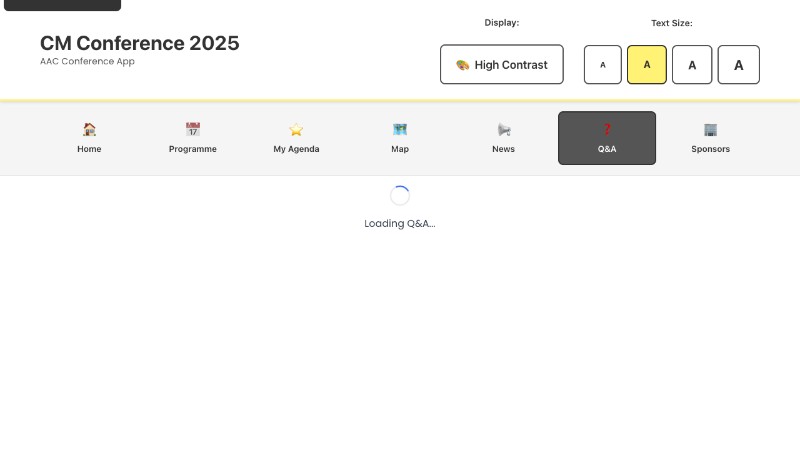 CM Conference 2025
AAC Conference App
Display:
High Contrast
Text Size:
A A A A
Home
17
Programme
My Agenda
Map
News
Q&A
Sponsors
Loading Q&A...